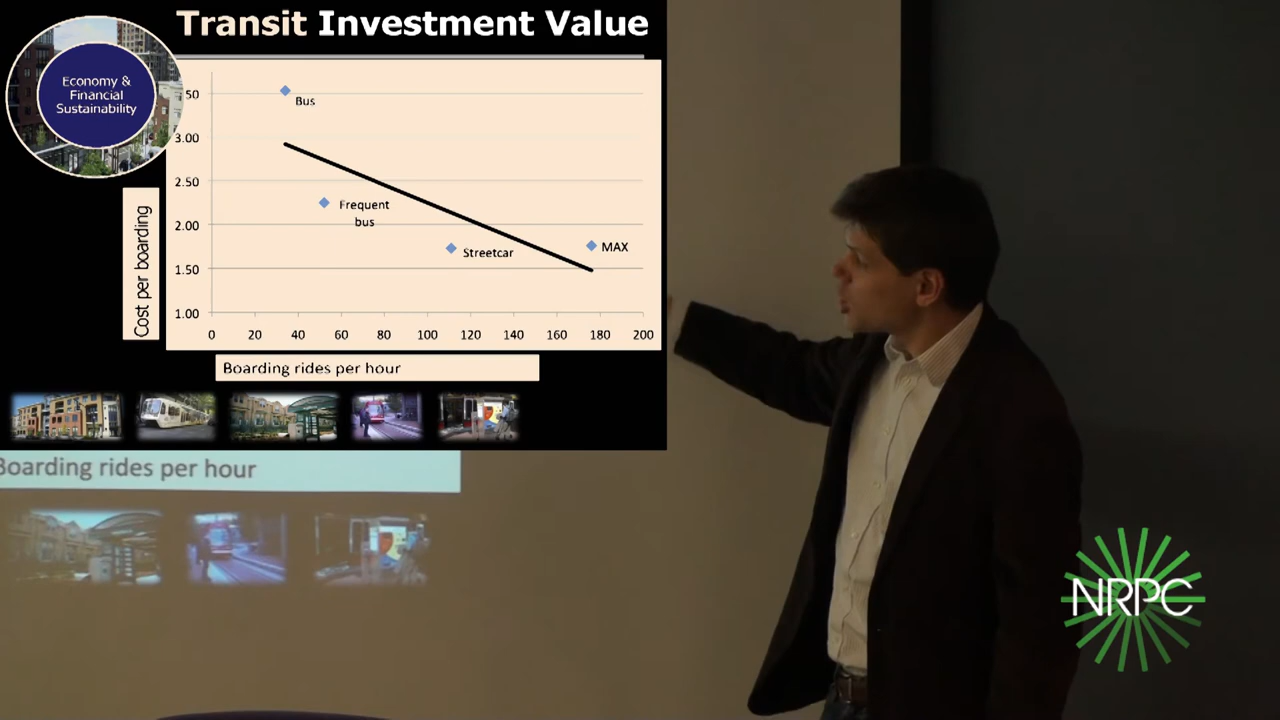 Transit Investment Value
Economy &
Financial
Sustainability
50
3.00
2.50
2.00
1.50
1.00
Bus
Frequent
bus
Streetcar
MAX
Cost per boarding
0 20 40 60 80 100 120 140 160 180 200
Boarding rides per hour
Boarding rides per hour
NRPC